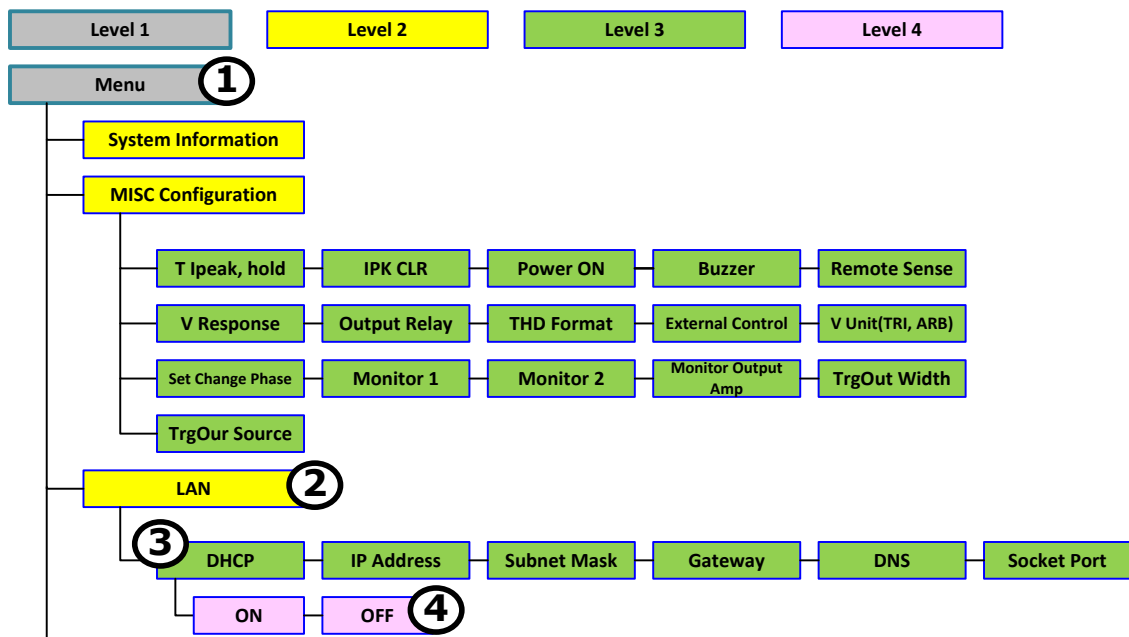 Level 1 Level 2 Level 3 Level 4
Menu 1
System Information
MISC Configuration
T Ipeak, hold IPK CLR Power ON Buzzer Remote Sense
V Response Output Relay THD Format External Control V Unit(TRI, ARB)
Set Change Phase Monitor 1 Monitor 2 Monitor Output Amp TrgOut Width
TrgOur Source
LAN 2
3 DHCP IP Address Subnet Mask Gateway DNS Socket Port
ON OFF 4